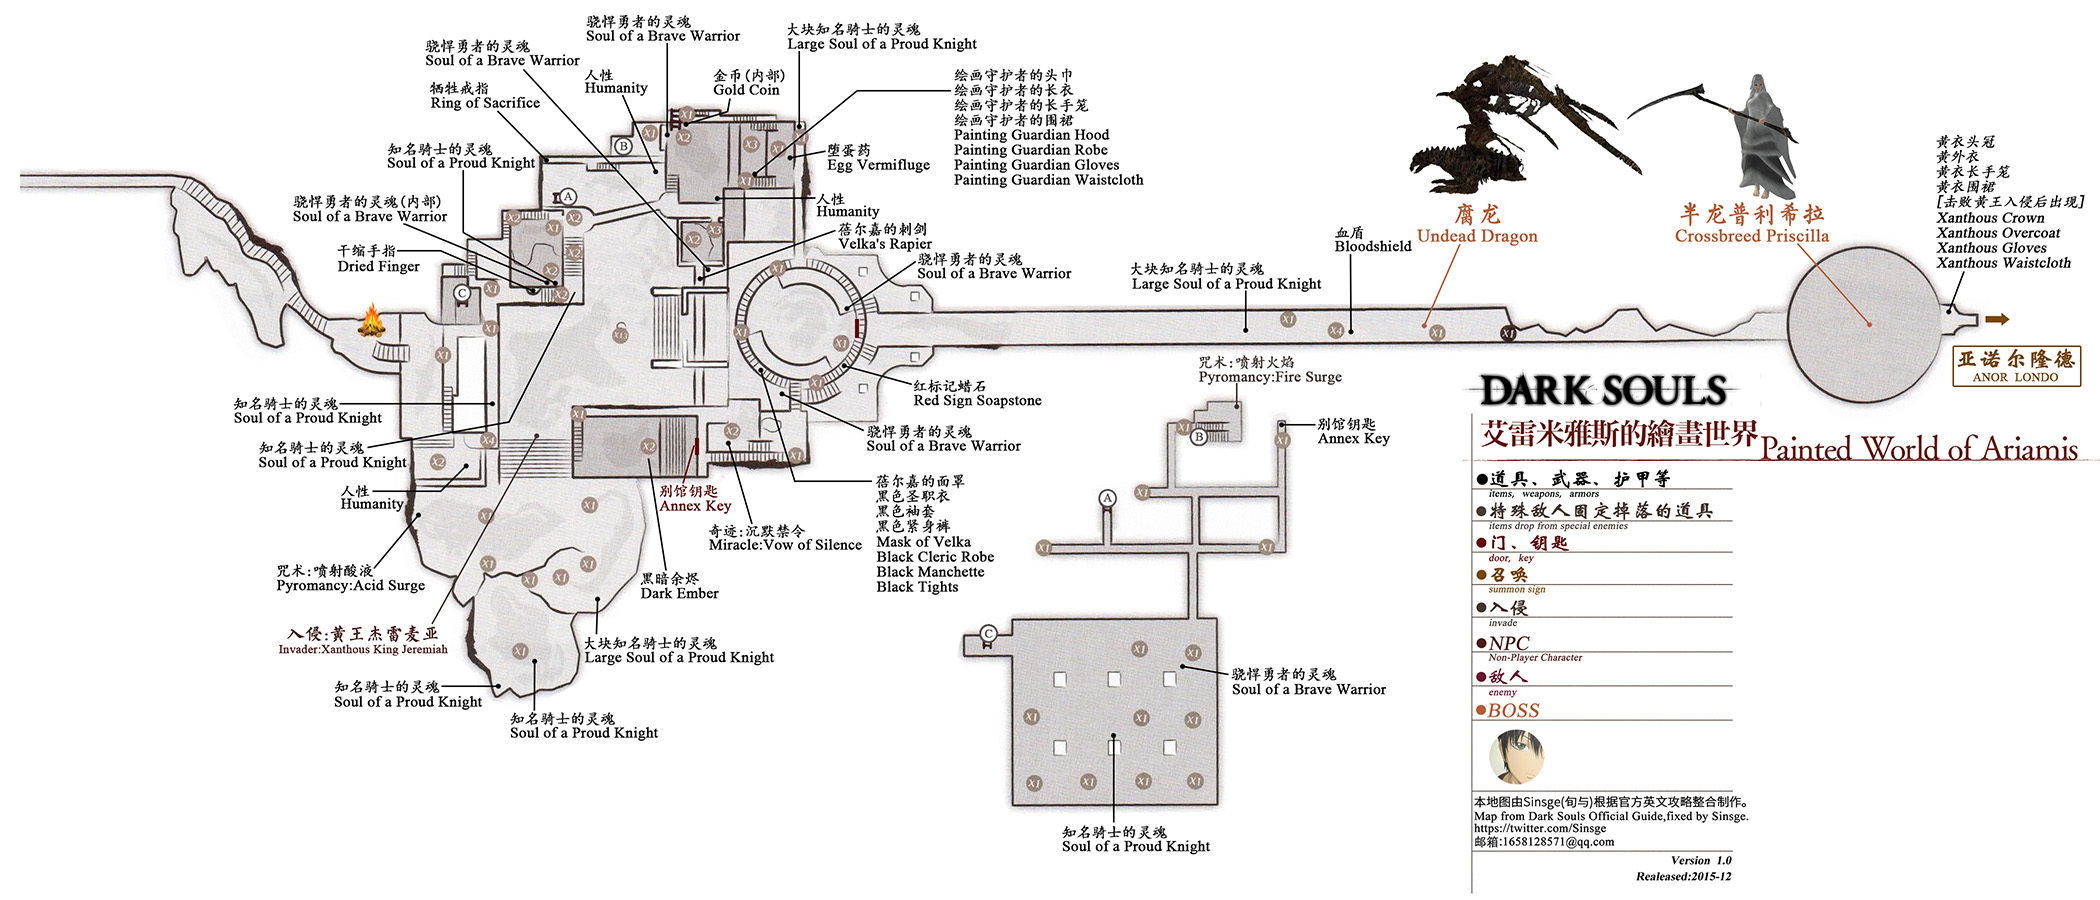 骁悍勇者的灵魂
Soul of a Brave Warrior
大块知名骑士的灵魂
Large Soul of a Proud Knight
骁悍勇者的灵魂
Soul of a Brave Warrior
人性
Humanity
金币(内部)
Gold Coin
牺牲戒指
Ring of Sacrifice
绘画守护者的头巾
绘画守护者的长衣
绘画守护者的长手笼
绘画守护者的围裙
Painting Guardian Hood
Painting Guardian Robe
Painting Guardian Gloves
Painting Guardian Waistcloth
知名骑士的灵魂
Soul of a Proud Knight
堕蛋药
Egg Vermifluge
骁悍勇者的灵魂(内部)
Soul of a Brave Warrior
人性
Humanity
干缩手指
Dried Finger
蓓尔嘉的刺剑
Velka's Rapier
骁悍勇者的灵魂
Soul of a Brave Warrior
大块知名骑士的灵魂
Large Soul of a Proud Knight
血盾
Bloodshield
腐龙
Undead Dragon
半龙普利希拉
Crossbreed Priscilla
黄衣头冠
黄外衣
黄衣长手笼
黄衣围裙
[击败黄王入侵后出现]
Xanthous Crown
Xanthous Overcoat
Xanthous Gloves
Xanthous Waistcloth
亚诺尔隆德
ANOR LONDO
知名骑士的灵魂
Soul of a Proud Knight
知名骑士的灵魂
Soul of a Proud Knight
人性
Humanity
红标记蜡石
Red Sign Soapstone
骁悍勇者的灵魂
Soul of a Brave Warrior
别馆钥匙
Annex Key
奇迹:沉默禁令
Miracle:Vow of Silence
蓓尔嘉的面罩
黑色圣职衣
黑色袖套
黑色紧身裤
Mask of Velka
Black Cleric Robe
Black Manchette
Black Tights
咒术:喷射酸液
Pyromancy:Acid Surge
黑暗余烬
Dark Ember
入侵:黄王杰雷麦亚
Invader:Xanthous King Jeremiah
大块知名骑士的灵魂
Large Soul of a Proud Knight
知名骑士的灵魂
Soul of a Proud Knight
知名骑士的灵魂
Soul of a Proud Knight
咒术:喷射火焰
Pyromancy:Fire Surge
别馆钥匙
Annex Key
A
B
C
A
B
C
骁悍勇者的灵魂
Soul of a Brave Warrior
知名骑士的灵魂
Soul of a Proud Knight
DARK SOULS
艾雷米雅斯的繪畫世界Painted World of Ariamis
道具、武器、护甲等
items, weapons, armors
特殊敌人固定掉落的道具
items drop from special enemies
门、钥匙
door, key
召唤
summon sign
入侵
invade
NPC
Non-Player Character
敌人
enemy
BOSS
本地图由Sinsge(旬与)根据官方英文攻略整合制作。
Map from Dark Souls Official Guide,fixed by Sinsge.
https://twitter.com/Sinsge
邮箱:1658128571@qq.com
Version 1.0
Realeased:2015-12